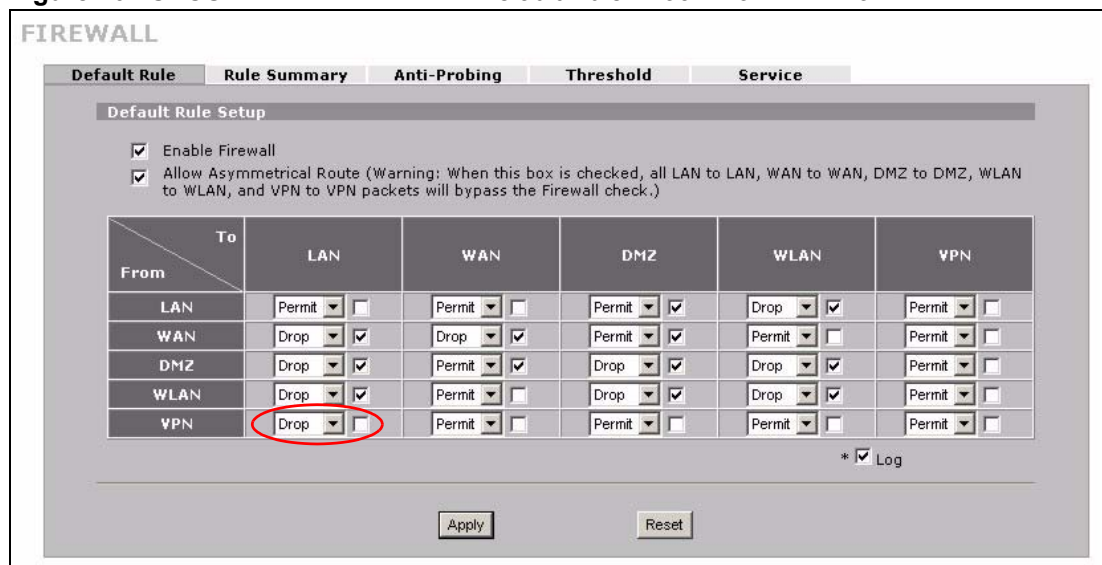 FIREWALL
Default Rule Rule Summary Anti-Probing Threshold Service
Default Rule Setup
Enable Firewall
Allow Asymmetrical Route (Warning: When this box is checked, all LAN to LAN, WAN to WAN, DMZ to DMZ, WLAN
to WLAN, and VPN to VPN packets will bypass the Firewall check.)
To
From LAN WAN DMZ WLAN VPN
LAN Permit Permit Permit Drop Permit
WAN Drop Drop Permit Permit Permit
DMZ Drop Permit Drop Drop Permit
WLAN Drop Permit Drop Drop Permit
VPN Drop Permit Permit Permit Permit
* Log
Apply Reset